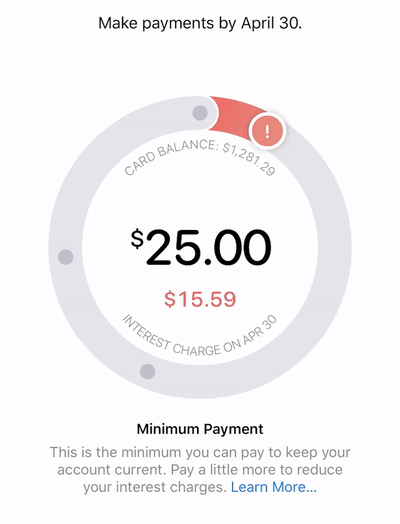 Make payments by April 30.
!
CARD BALANCE: $1,281.29
$25.00
$15.59
INTEREST CHARGE ON APR 30
Minimum Payment
This is the minimum you can pay to keep your
account current. Pay a little more to reduce
your interest charges. Learn More...